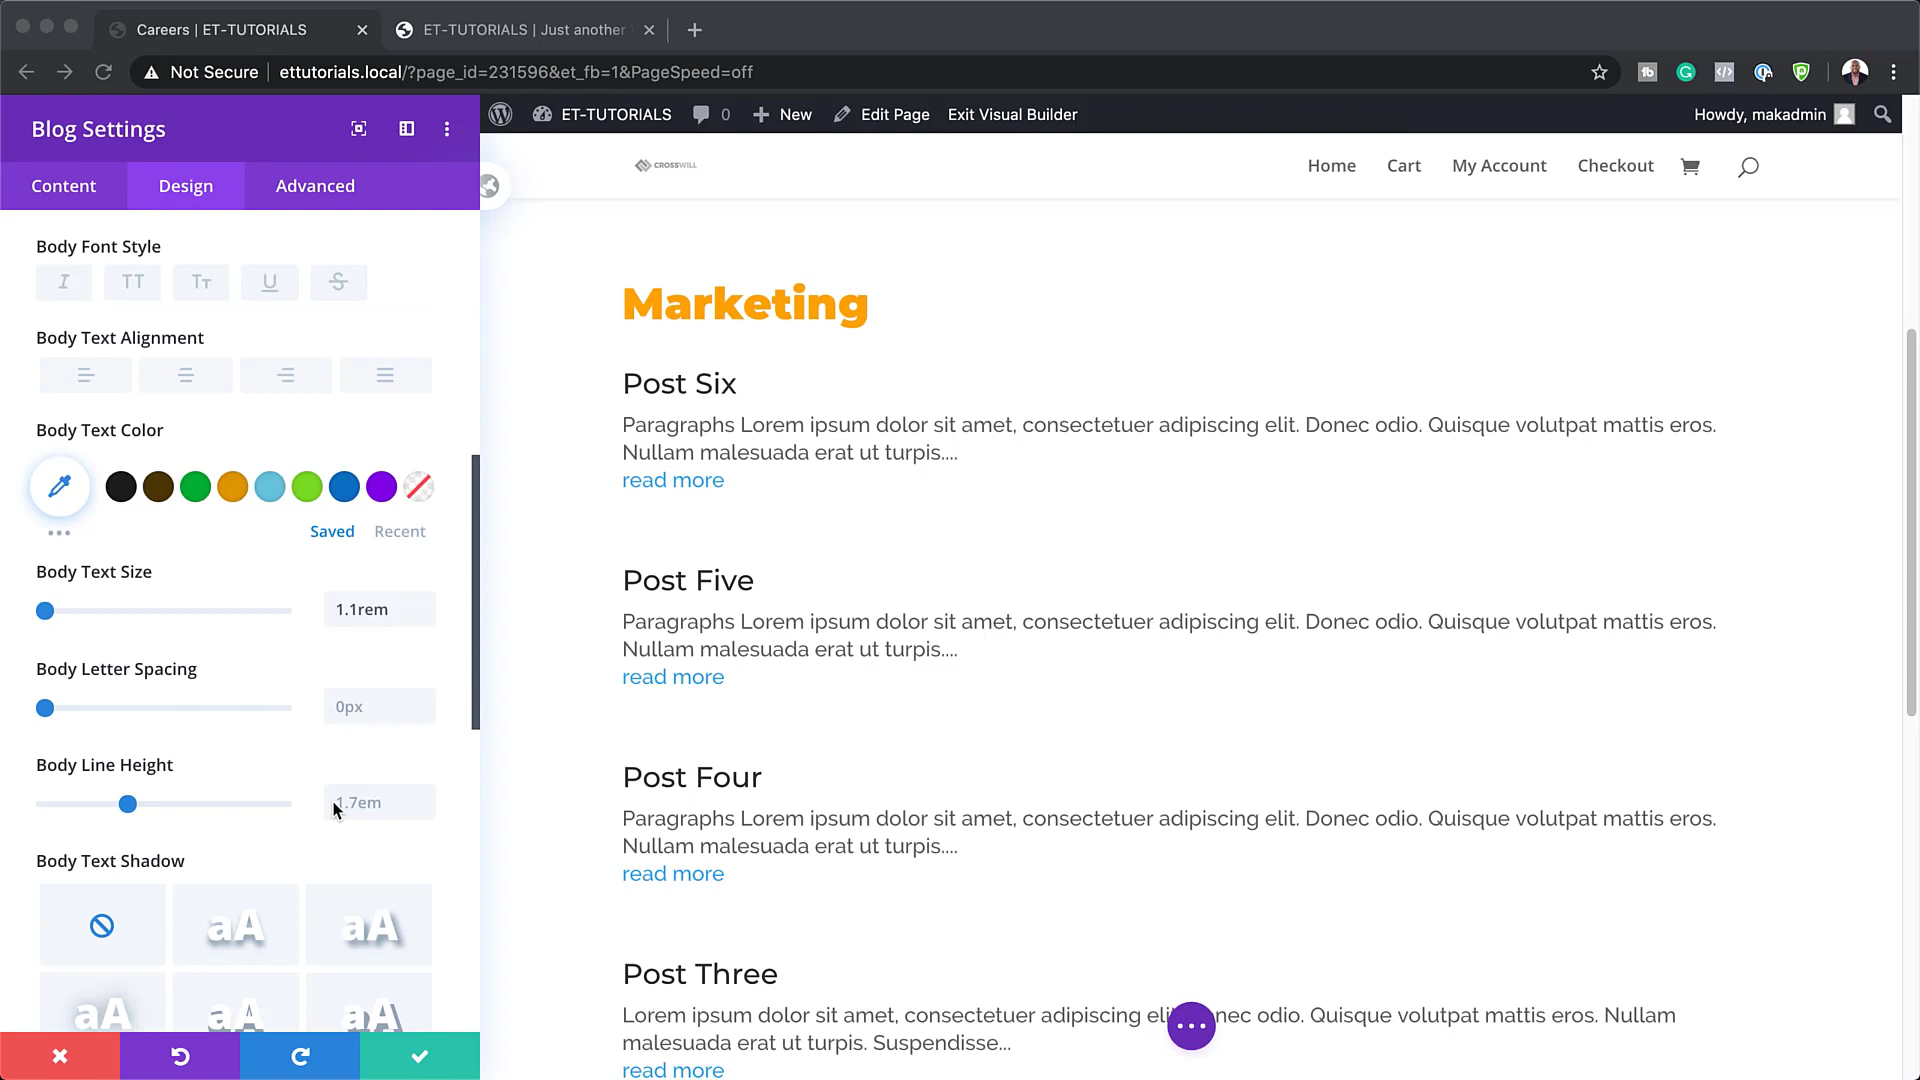 Careers | ET-TUTORIALS
ET-TUTORIALS | Just another
Not Secure
ettutorials.local/?page_id=231596&et_fb=1&PageSpeed=off
ET-TUTORIALS
0
New
Edit Page
Exit Visual Builder
Howdy, makadmin
Blog Settings
Content
Design
Advanced
Body Font Style
I
TT
TT
U
S
Body Text Alignment
Body Text Color
Saved
Recent
Body Text Size
1.1rem
Body Letter Spacing
0px
Body Line Height
1.7em
Body Text Shadow
aA
aA
aA
aA
aA
CROSSWILL
Home
Cart
My Account
Checkout
Marketing
Post Six
Paragraphs Lorem ipsum dolor sit amet, consectetuer adipiscing elit. Donec odio. Quisque volutpat mattis eros.
Nullam malesuada erat ut turpis....
read more
Post Five
Paragraphs Lorem ipsum dolor sit amet, consectetuer adipiscing elit. Donec odio. Quisque volutpat mattis eros.
Nullam malesuada erat ut turpis....
read more
Post Four
Paragraphs Lorem ipsum dolor sit amet, consectetuer adipiscing elit. Donec odio. Quisque volutpat mattis eros.
Nullam malesuada erat ut turpis....
read more
Post Three
Lorem ipsum dolor sit amet, consectetuer adipiscing eli nec odio. Quisque volutpat mattis eros. Nullam
malesuada erat ut turpis. Suspendisse...
read more